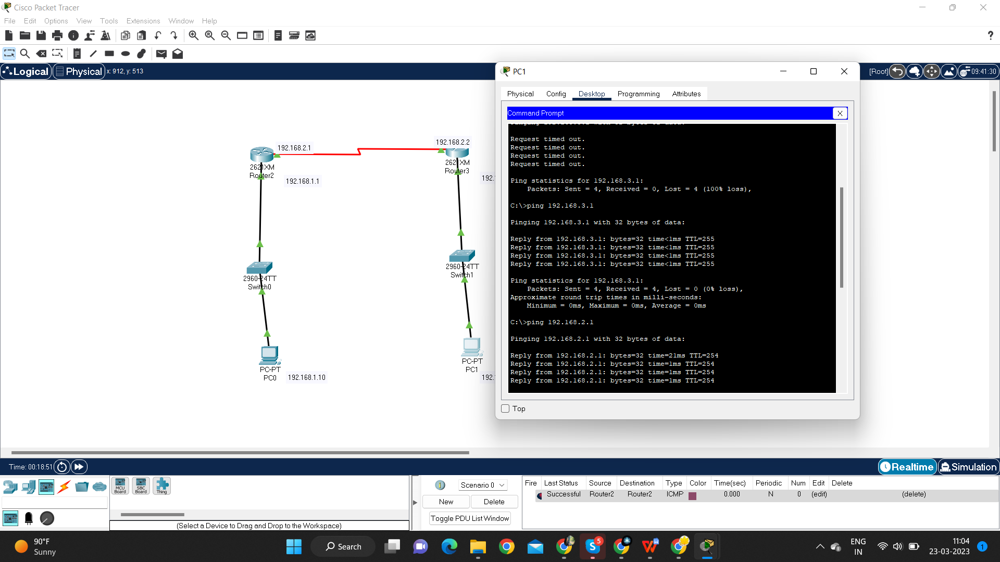 Cisco Packet Tracer
File Edit Options View Tools Extensions Window Help
Logical Physical x: 912, y: 513
[Root] 09:41:30
192.168.2.1
192.168.2.2
2621XM
Router2
192.168.1.1
2621XM
Router3
192.
2960-24TT
Switch0
2960-24TT
Switch1
PC-PT
PC0
192.168.1.10
PC-PT
PC1
192.
PC1
Physical Config Desktop Programming Attributes
Command Prompt
Request timed out.
Request timed out.
Request timed out.
Request timed out.
Ping statistics for 192.168.3.1:
Packets: Sent = 4, Received = 0, Lost = 4 (100% loss),
C:\>ping 192.168.3.1
Pinging 192.168.3.1 with 32 bytes of data:
Reply from 192.168.3.1: bytes=32 time<1ms TTL=255
Reply from 192.168.3.1: bytes=32 time<1ms TTL=255
Reply from 192.168.3.1: bytes=32 time<1ms TTL=255
Reply from 192.168.3.1: bytes=32 time<1ms TTL=255
Ping statistics for 192.168.3.1:
Packets: Sent = 4, Received = 4, Lost = 0 (0% loss),
Approximate round trip times in milli-seconds:
Minimum = 0ms, Maximum = 0ms, Average = 0ms
C:\>ping 192.168.2.1
Pinging 192.168.2.1 with 32 bytes of data:
Reply from 192.168.2.1: bytes=32 time=21ms TTL=254
Reply from 192.168.2.1: bytes=32 time=1ms TTL=254
Reply from 192.168.2.1: bytes=32 time=1ms TTL=254
Reply from 192.168.2.1: bytes=32 time=1ms TTL=254
Top
Time: 00:18:51
Realtime Simulation
MCU Board
SBC Board
Thing
(Select a Device to Drag and Drop to the Workspace)
1 Scenario 0
New Delete
Toggle PDU List Window
Fire Last Status Source Destination Type Color Time(sec) Periodic Num Edit Delete
Successful Router2 Router2 ICMP 0.000 N 0 (edit) (delete)
90°F
Sunny
Search
5
ENG
IN
11:04
23-03-2023
1